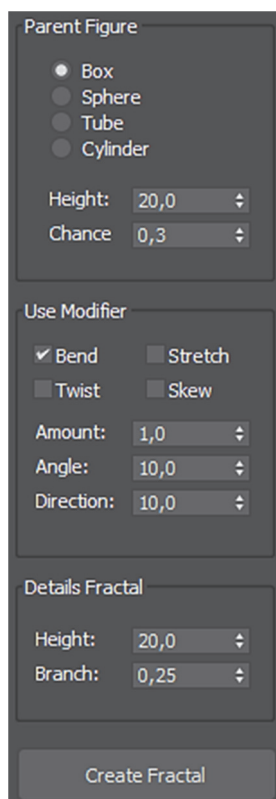 Parent Figure
Box
Sphere
Tube
Cylinder
Height: 20,0
Chance 0,3
Use Modifier
Bend Stretch
Twist Skew
Amount: 1,0
Angle: 10,0
Direction: 10,0
Details Fractal
Height: 20,0
Branch: 0,25
Create Fractal